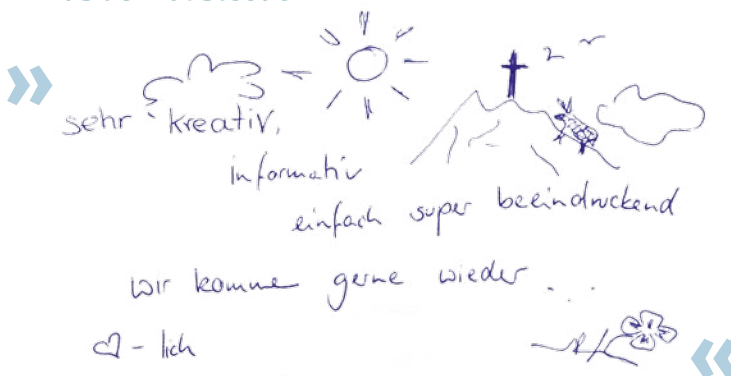 sehr kreativ,
informativ
einfach super beeindruckend
wir komme gerne wieder ...
♡-lich